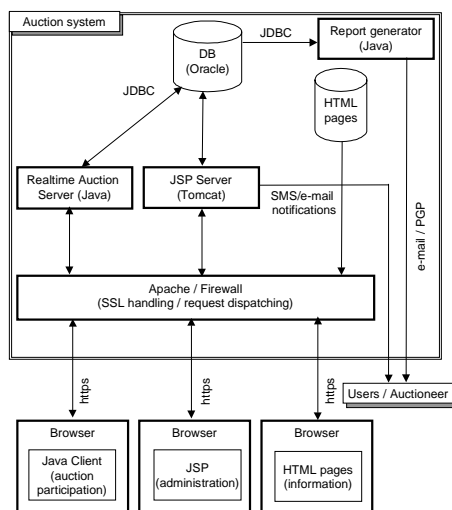 Auction system
DB
(Oracle)
JDBC
Report generator
(Java)
JDBC
HTML
pages
Realtime Auction
Server (Java)
JSP Server
(Tomcat)
SMS/e-mail
notifications
e-mail / PGP
Apache / Firewall
(SSL handling / request dispatching)
https
https
https
Users / Auctioneer
Browser
Java Client
(auction
participation)
Browser
JSP
(administration)
Browser
HTML pages
(information)